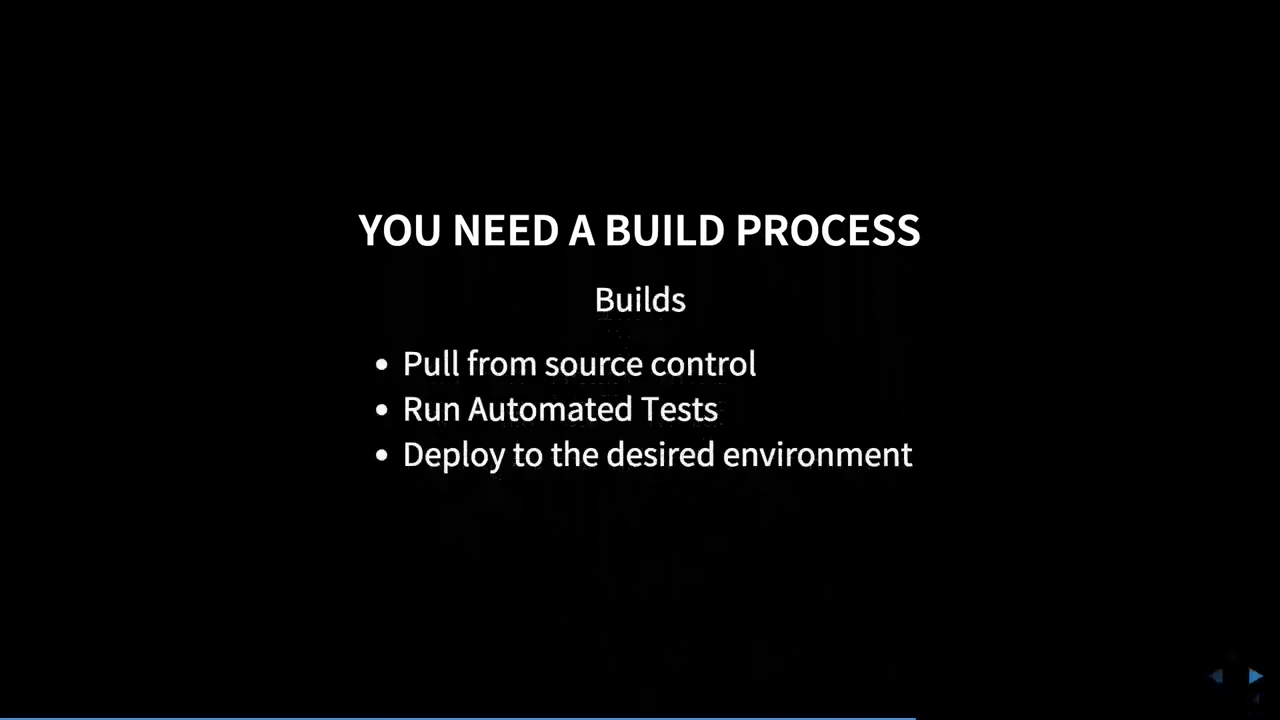 YOU NEED A BUILD PROCESS
Builds
• Pull from source control
• Run Automated Tests
• Deploy to the desired environment